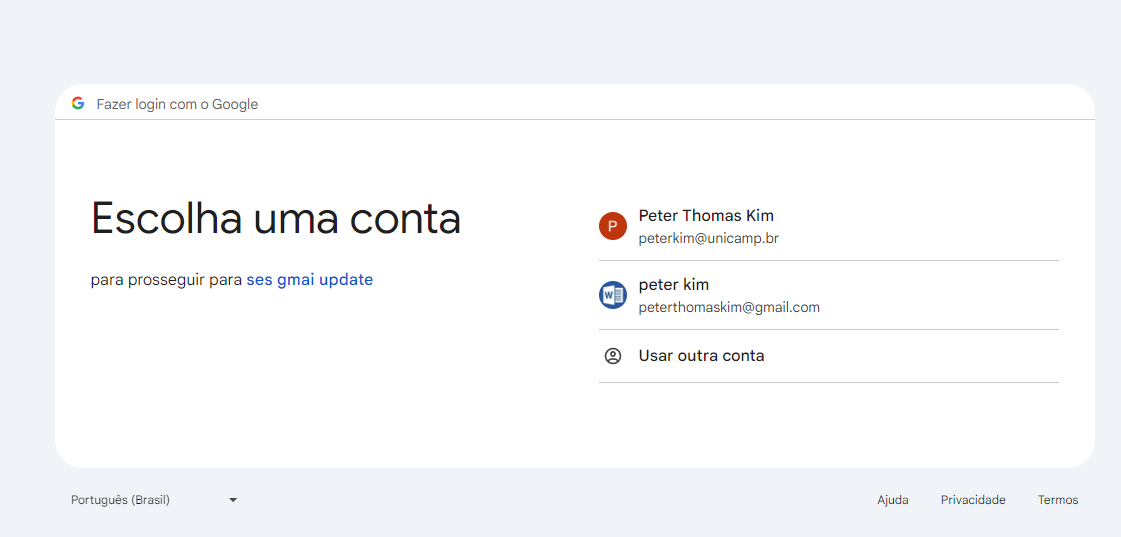 Fazer login com o Google
Escolha uma conta
para prosseguir para ses gmai update
Peter Thomas Kim
peterkim@unicamp.br
peter kim
peterthomaskim@gmail.com
Usar outra conta
Português (Brasil)
Ajuda Privacidade Termos